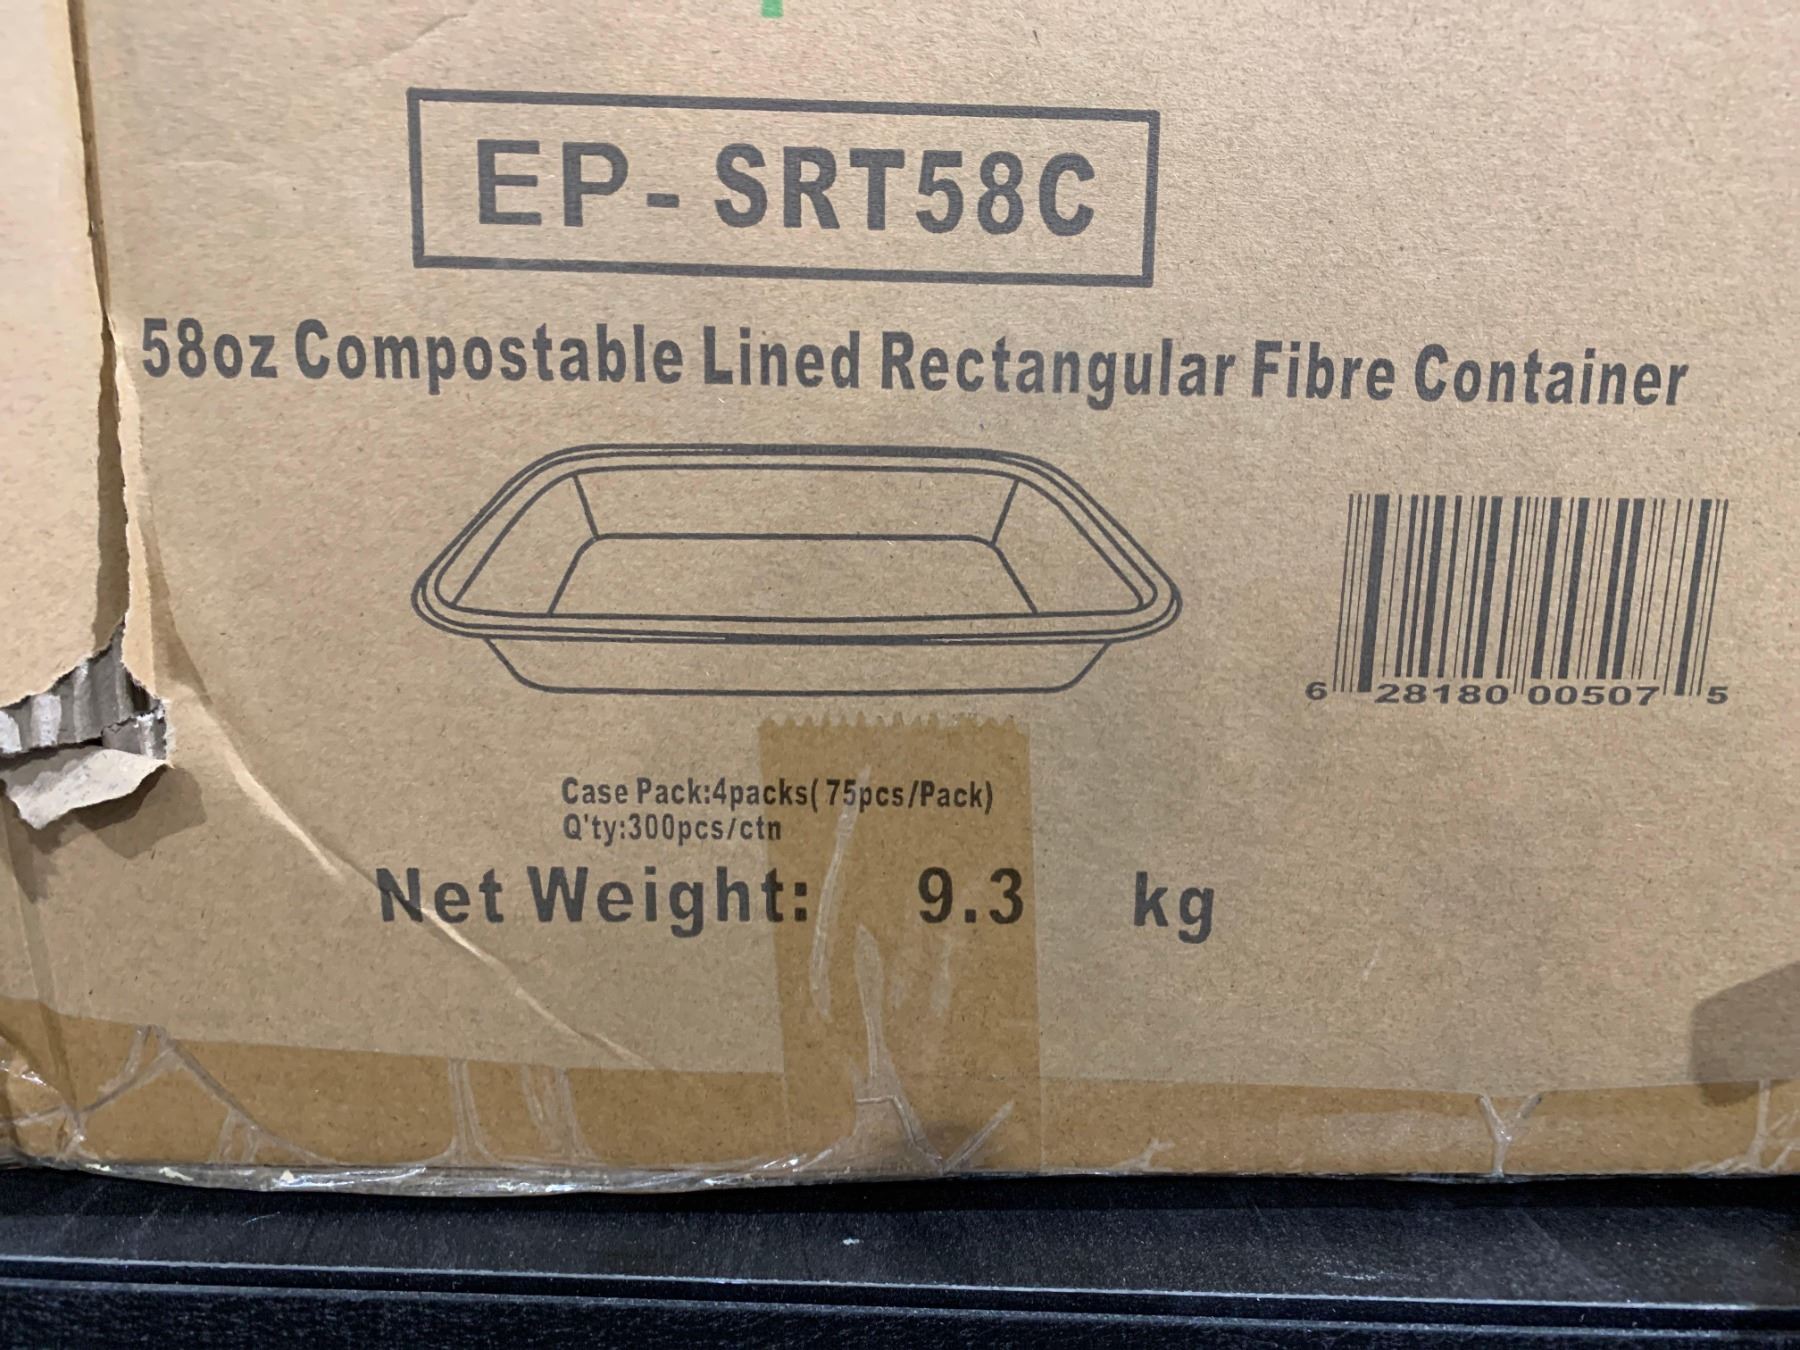 EP-SRT58C
58oz Compostable Lined Rectangular Fibre Container
6 28180 00507 5
Case Pack:4packs( 75pcs/Pack)
Q'ty:300pcs/ctn
Net Weight: 9.3 kg